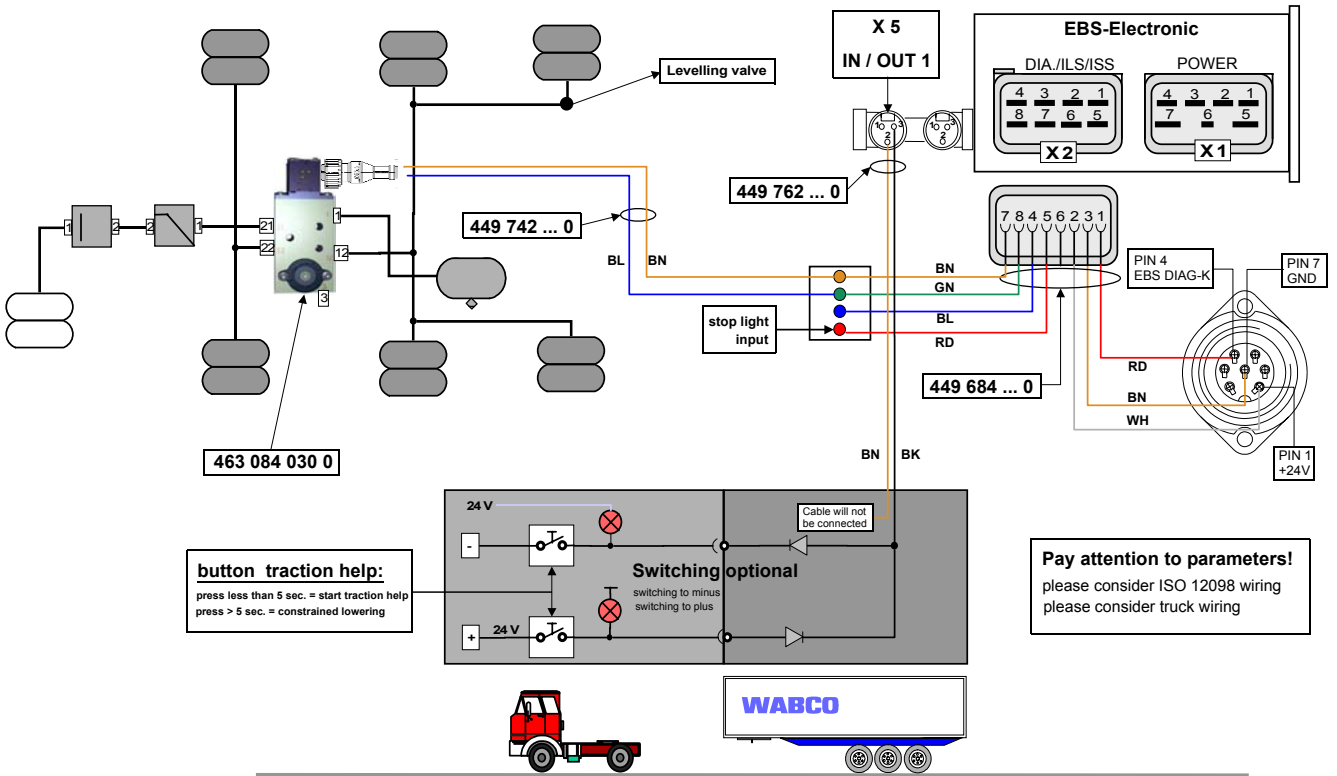 X 5
IN / OUT 1
EBS-Electronic
DIA./ILS/ISS
POWER
4 3 2 1
8 7 6 5
X 2
4 3 2 1
7 6 5
X 1
Levelling valve
1 3
2
2
449 762 ... 0
449 742 ... 0
BL
BN
1 2 2 1
21
22
1
12
3
7 8 4 5 6 2 3 1
PIN 4
EBS DIAG-K
PIN 7
GND
BN
GN
BL
RD
stop light
input
449 684 ... 0
RD
BN
WH
PIN 1
+24V
463 084 030 0
BN
BK
24 V
Cable will not
be connected
-
button traction help:
press less than 5 sec. = start traction help
press > 5 sec. = constrained lowering
Switching optional
switching to minus
switching to plus
+
24 V
Pay attention to parameters!
please consider ISO 12098 wiring
please consider truck wiring
WABCO